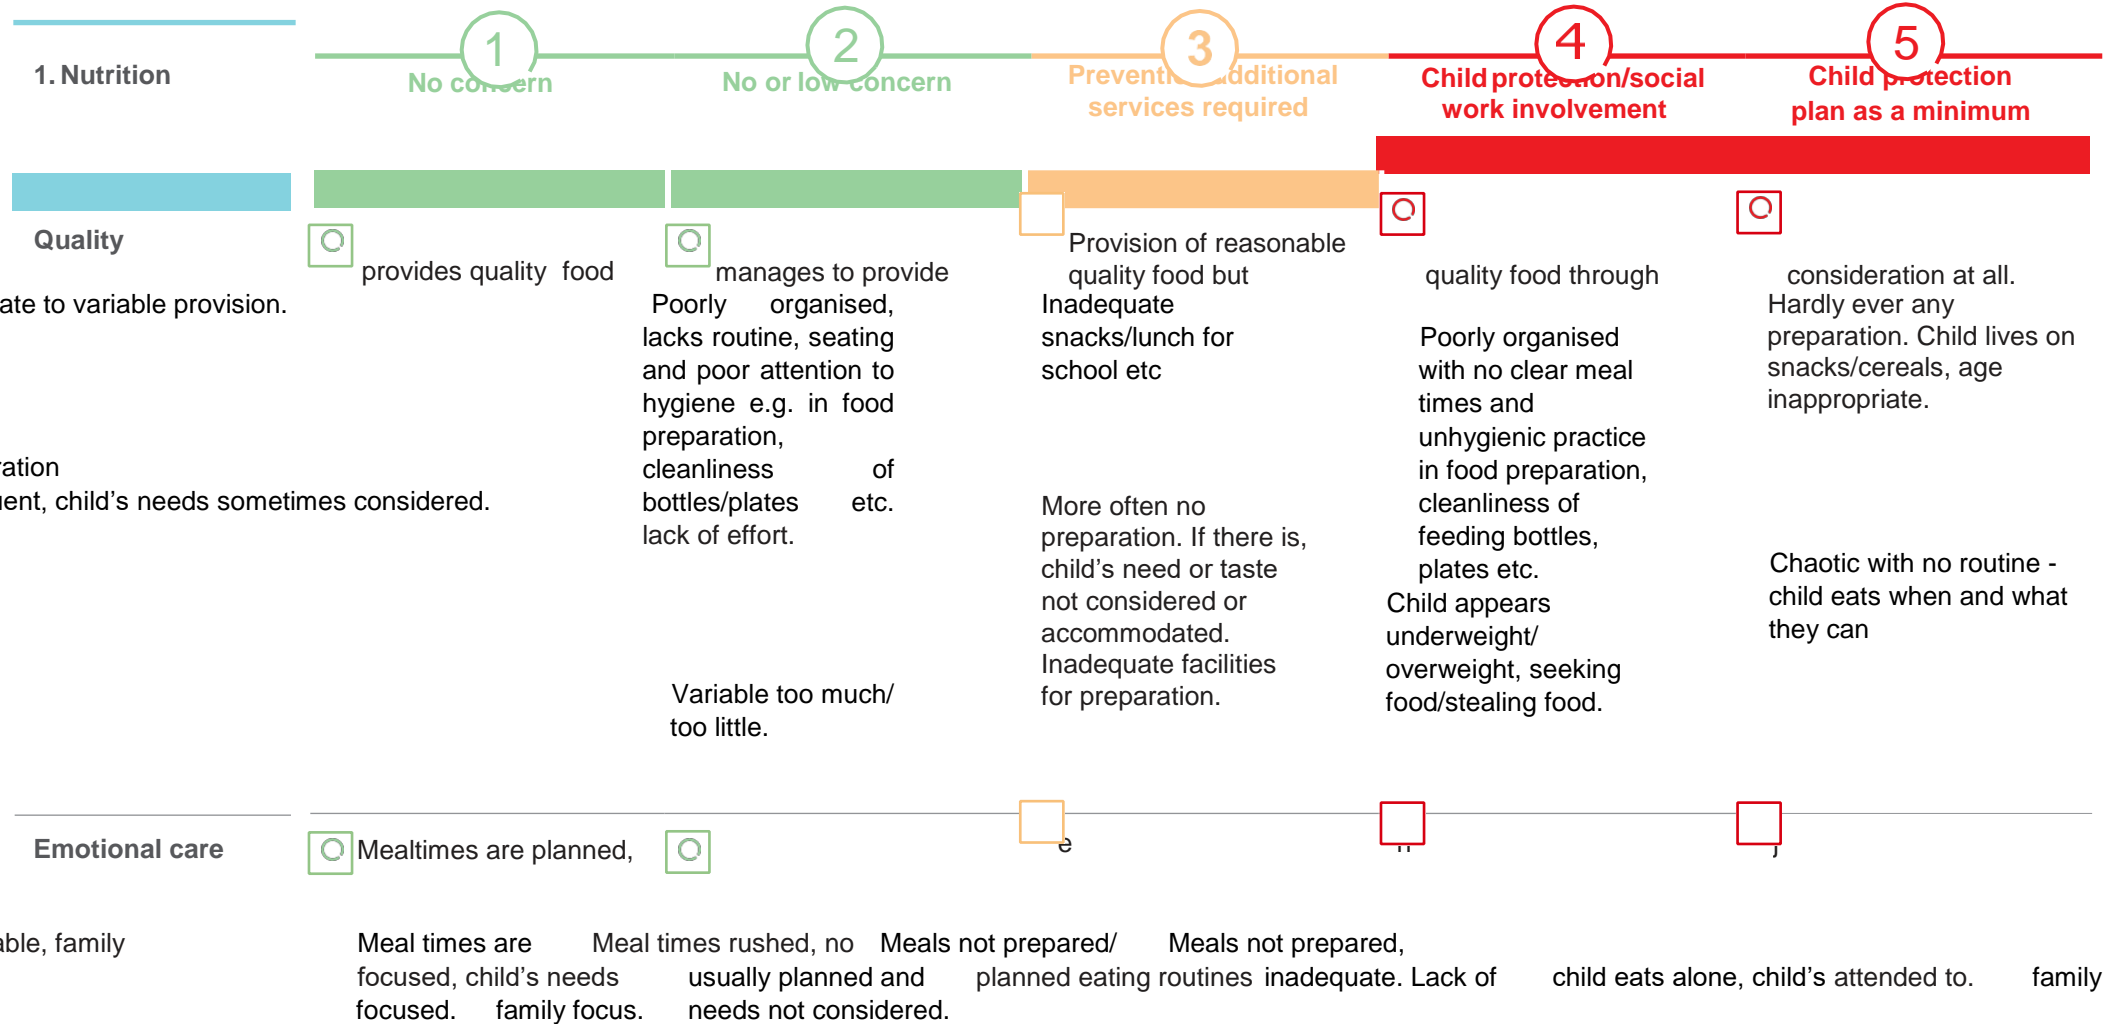 1. Nutrition
1
No concern
2
No or low concern
3
Preventi additional
services required
4
Child protection/social
work involvement
5
Child protection
plan as a minimum
Quality
provides quality food
manages to provide
Provision of reasonable
quality food but
quality food through
consideration at all.
ate to variable provision.
ration
uent, child's needs sometimes considered.
Poorly organised,
lacks routine, seating
and poor attention to
hygiene e.g. in food
preparation,
cleanliness of
bottles/plates etc.
lack of effort.
Variable too much/
too little.
Inadequate
snacks/lunch for
school etc
More often no
preparation. If there is,
child's need or taste
not considered or
accommodated.
Inadequate facilities
for preparation.
Poorly organised
with no clear meal
times and
unhygienic practice
in food preparation,
cleanliness of
feeding bottles,
plates etc.
Child appears
underweight/
overweight, seeking
food/stealing food.
Hardly ever any
preparation. Child lives on
snacks/cereals, age
inappropriate.
Chaotic with no routine -
child eats when and what
they can
Emotional care
Mealtimes are planned,
e
able, family
Meal times are Meal times rushed, no Meals not prepared/ Meals not prepared,
focused, child's needs usually planned and planned eating routines inadequate. Lack of child eats alone, child's attended to. family
focused. family focus. needs not considered.